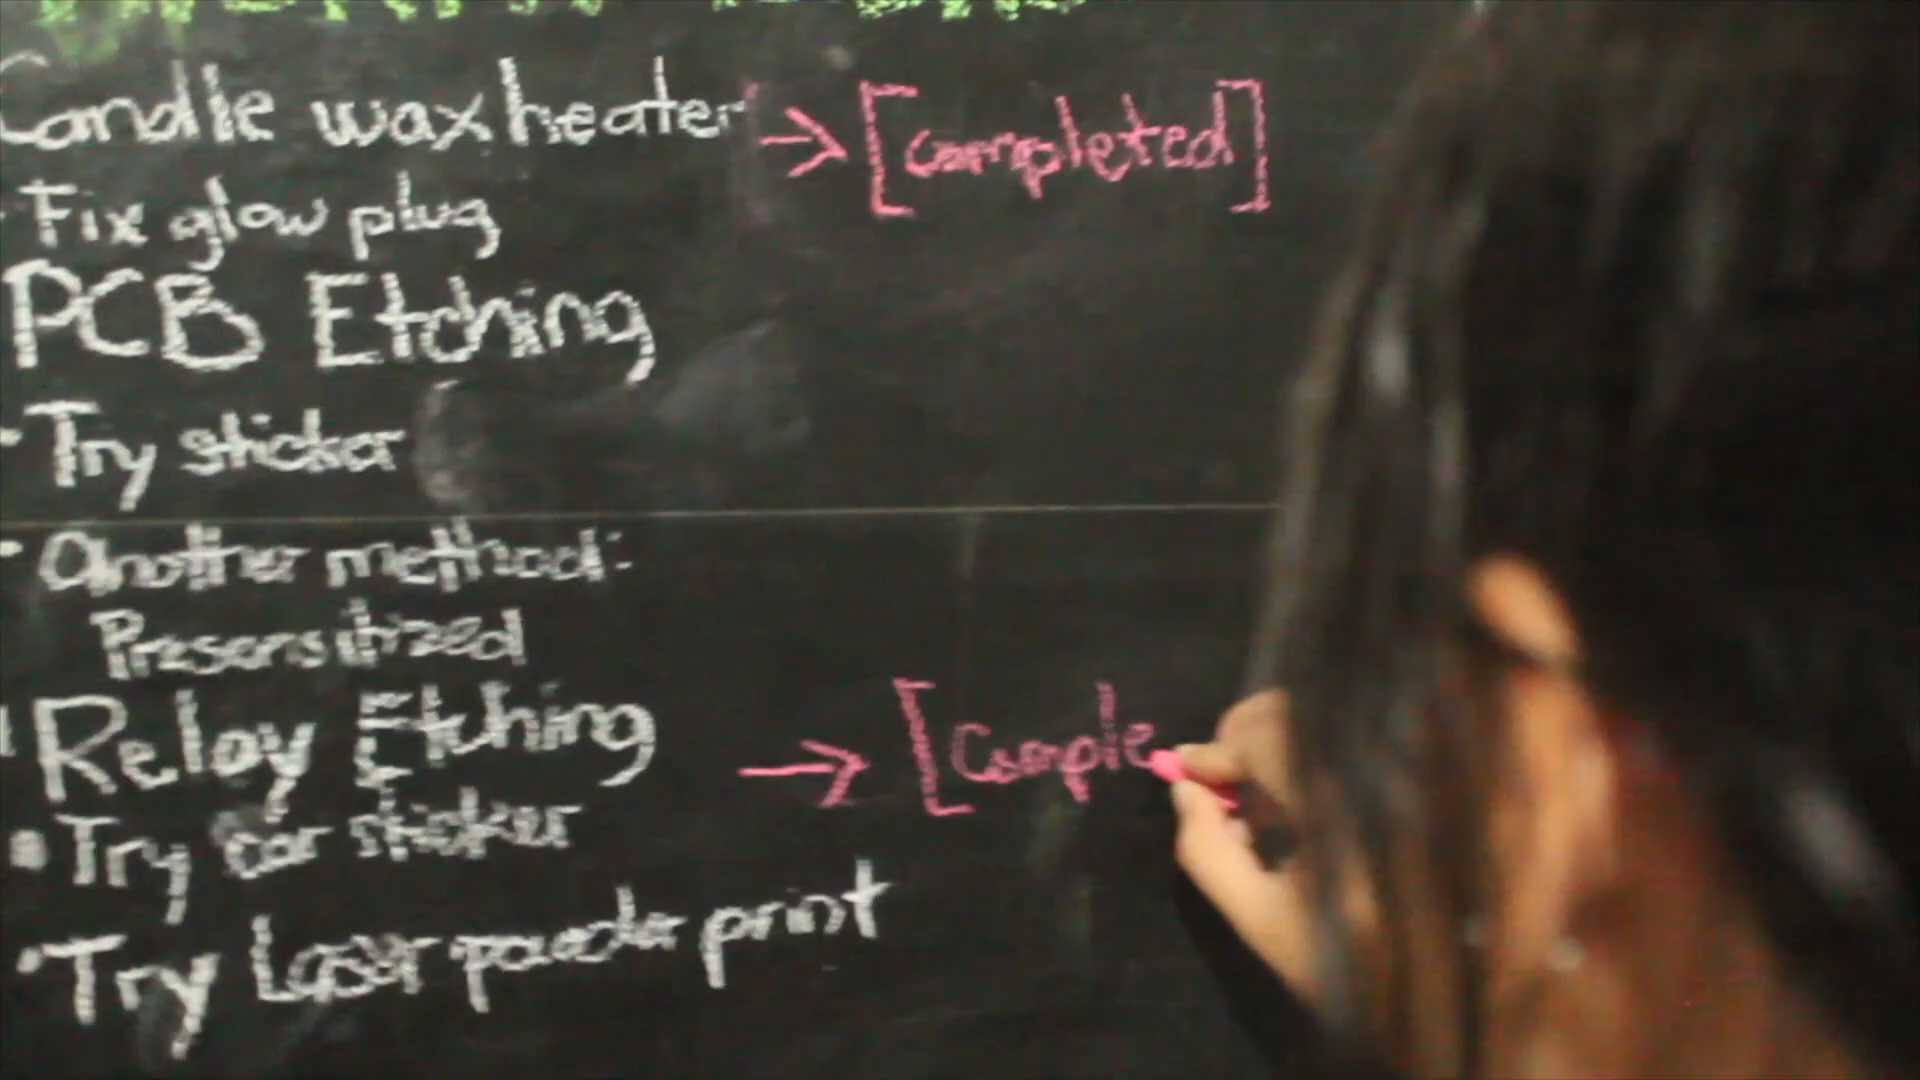 Candle wax heater → [completed]
· Fix glow plug
PCB Etching
· Try sticker
· Another method:
Presensitized
Relay Etching → [Comple
· Try car sticker
· Try Laser powder print